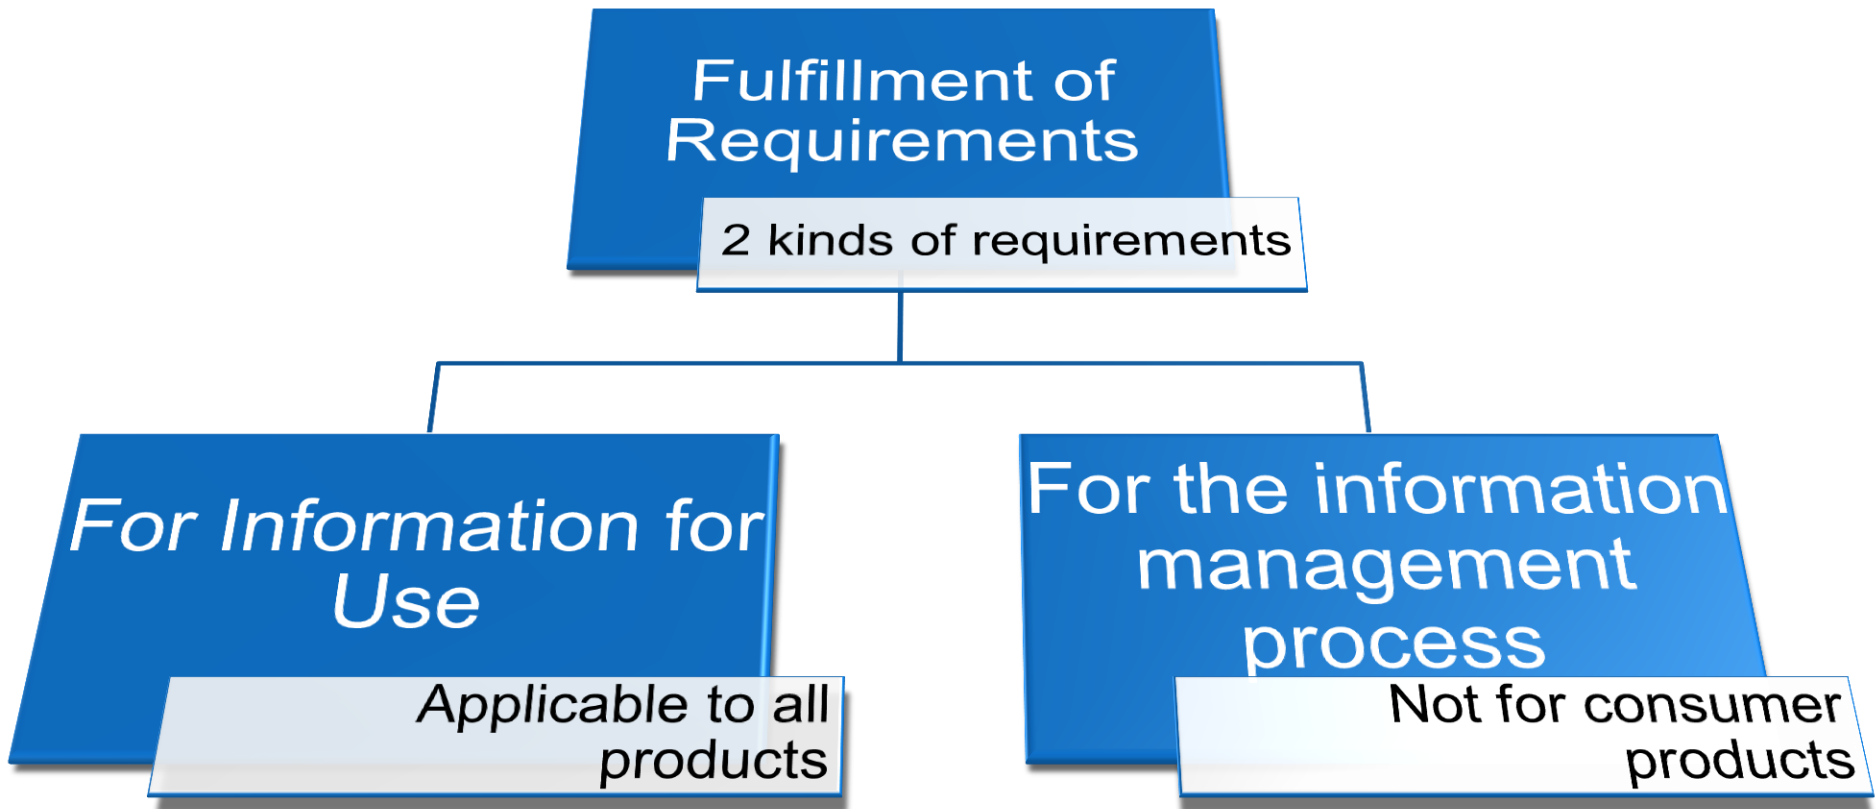 Fulfillment of
Requirements
2 kinds of requirements
For Information for
Use
Applicable to all
products
For the information
management
process
Not for consumer
products